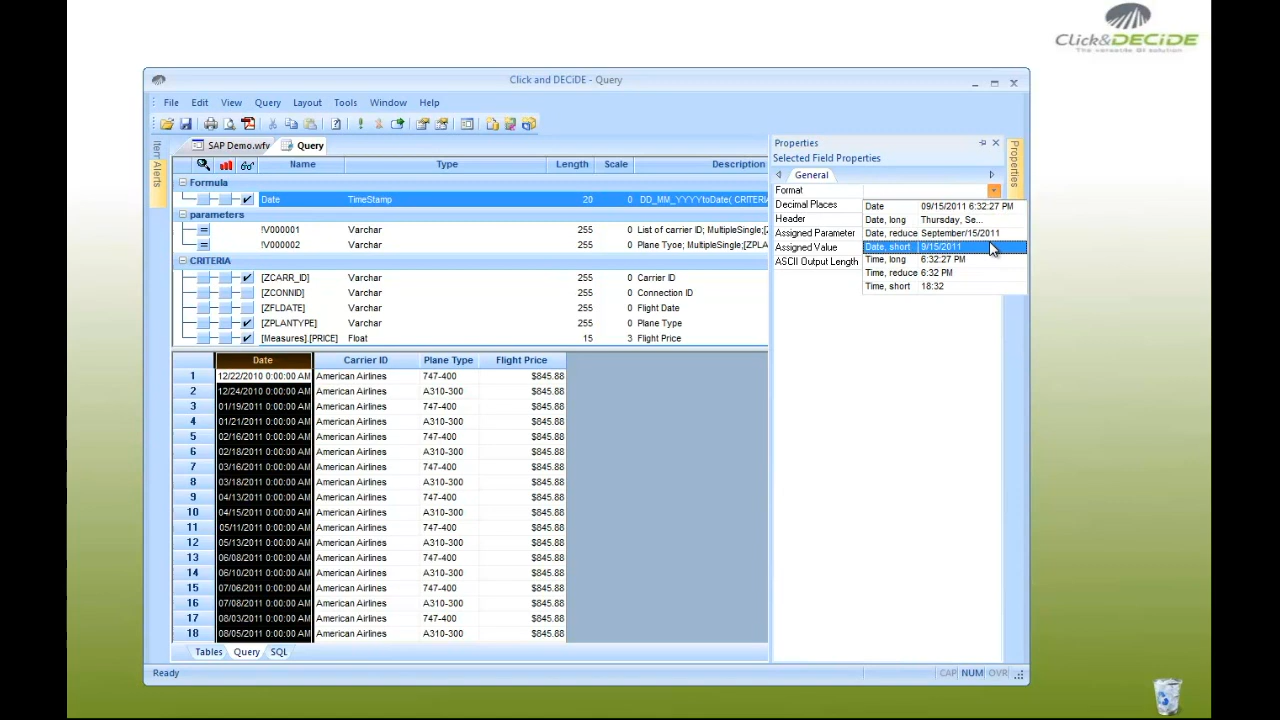 Click&DECiDE
The versatile BI solution
Click and DECiDE - Query
File Edit View Query Layout Tools Window Help
SAP Demo.wfv Query
Item Alerts
Name Type Length Scale Description
Formula
Date TimeStamp 20 0 DD_MM_YYYYtoDate( CRITERIA
parameters
!V000001 Varchar 0 List of carrier ID; MultipleSingle;[Z
!V000002 Varchar 0 Plane Type; MultipleSingle;[ZPLA
CRITERIA
[ZCARR_ID] Varchar 255 0 Carrier ID
[ZCONNID] Varchar 255 0 Connection ID
[ZFLDATE] Varchar 255 0 Flight Date
[ZPLANTYPE] Varchar 255 0 Plane Type
[Measures].[PRICE] Float 15 3 Flight Price
Properties
Selected Field Properties
General
Properties
Format
Decimal Places
Header
Assigned Parameter
Assigned Value
ASCII Output Length
Date 09/15/2011 6:32:27 PM
Date, long Thursday, Se...
Date, reduce September/15/2011
Date, short 9/15/2011
Time, long 6:32:27 PM
Time, reduce 6:32 PM
Time, short 18:32
Date Carrier ID Plane Type Flight Price
1 12/22/2010 0:00:00 AM American Airlines 747-400 $845.88
2 12/24/2010 0:00:00 AM American Airlines A310-300 $845.88
3 01/19/2011 0:00:00 AM American Airlines 747-400 $845.88
4 01/21/2011 0:00:00 AM American Airlines A310-300 $845.88
5 02/16/2011 0:00:00 AM American Airlines 747-400 $845.88
6 02/18/2011 0:00:00 AM American Airlines A310-300 $845.88
7 03/16/2011 0:00:00 AM American Airlines 747-400 $845.88
8 03/18/2011 0:00:00 AM American Airlines A310-300 $845.88
9 04/13/2011 0:00:00 AM American Airlines 747-400 $845.88
10 04/15/2011 0:00:00 AM American Airlines A310-300 $845.88
11 05/11/2011 0:00:00 AM American Airlines 747-400 $845.88
12 05/13/2011 0:00:00 AM American Airlines A310-300 $845.88
13 06/08/2011 0:00:00 AM American Airlines 747-400 $845.88
14 06/10/2011 0:00:00 AM American Airlines A310-300 $845.88
15 07/06/2011 0:00:00 AM American Airlines 747-400 $845.88
16 07/08/2011 0:00:00 AM American Airlines A310-300 $845.88
17 08/03/2011 0:00:00 AM American Airlines 747-400 $845.88
18 08/05/2011 0:00:00 AM American Airlines A310-300 $845.88
Tables Query SQL
Ready CAP NUM OVR